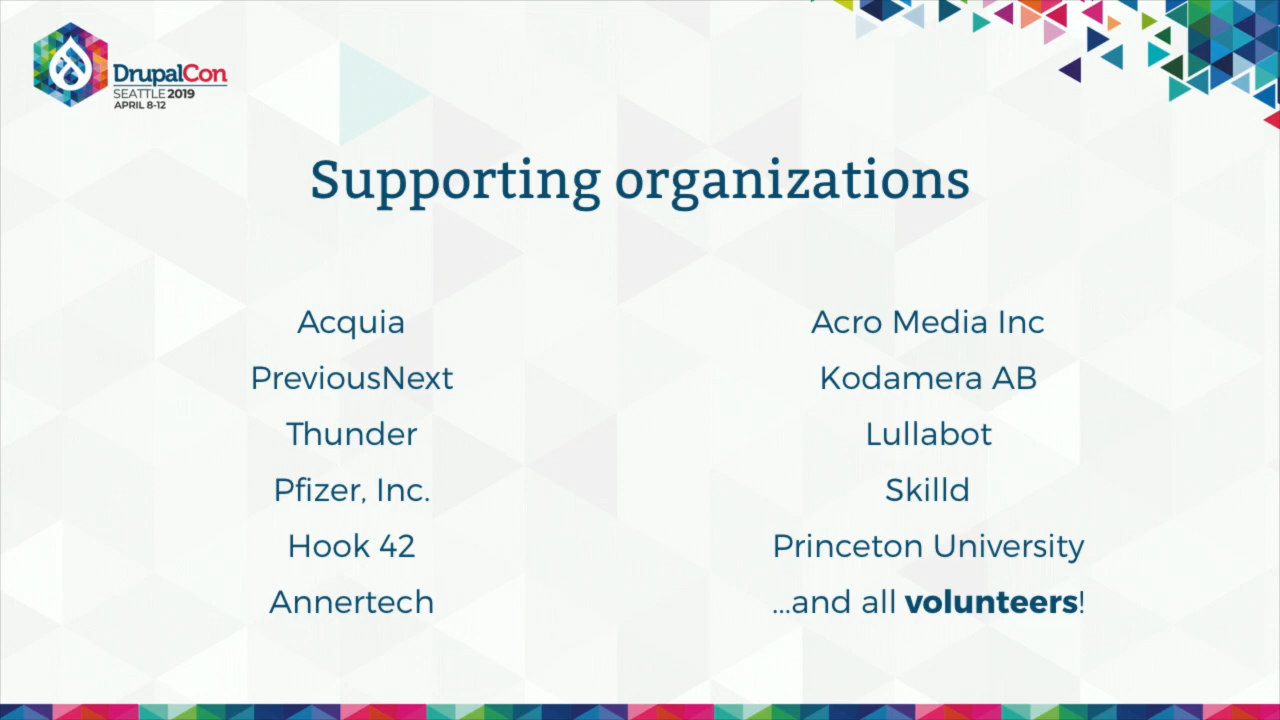 DrupalCon
SEATTLE 2019
APRIL 8-12
Supporting organizations
Acquia
PreviousNext
Thunder
Pfizer, Inc.
Hook 42
Annertech
Acro Media Inc
Kodamera AB
Lullabot
Skilld
Princeton University
...and all volunteers!